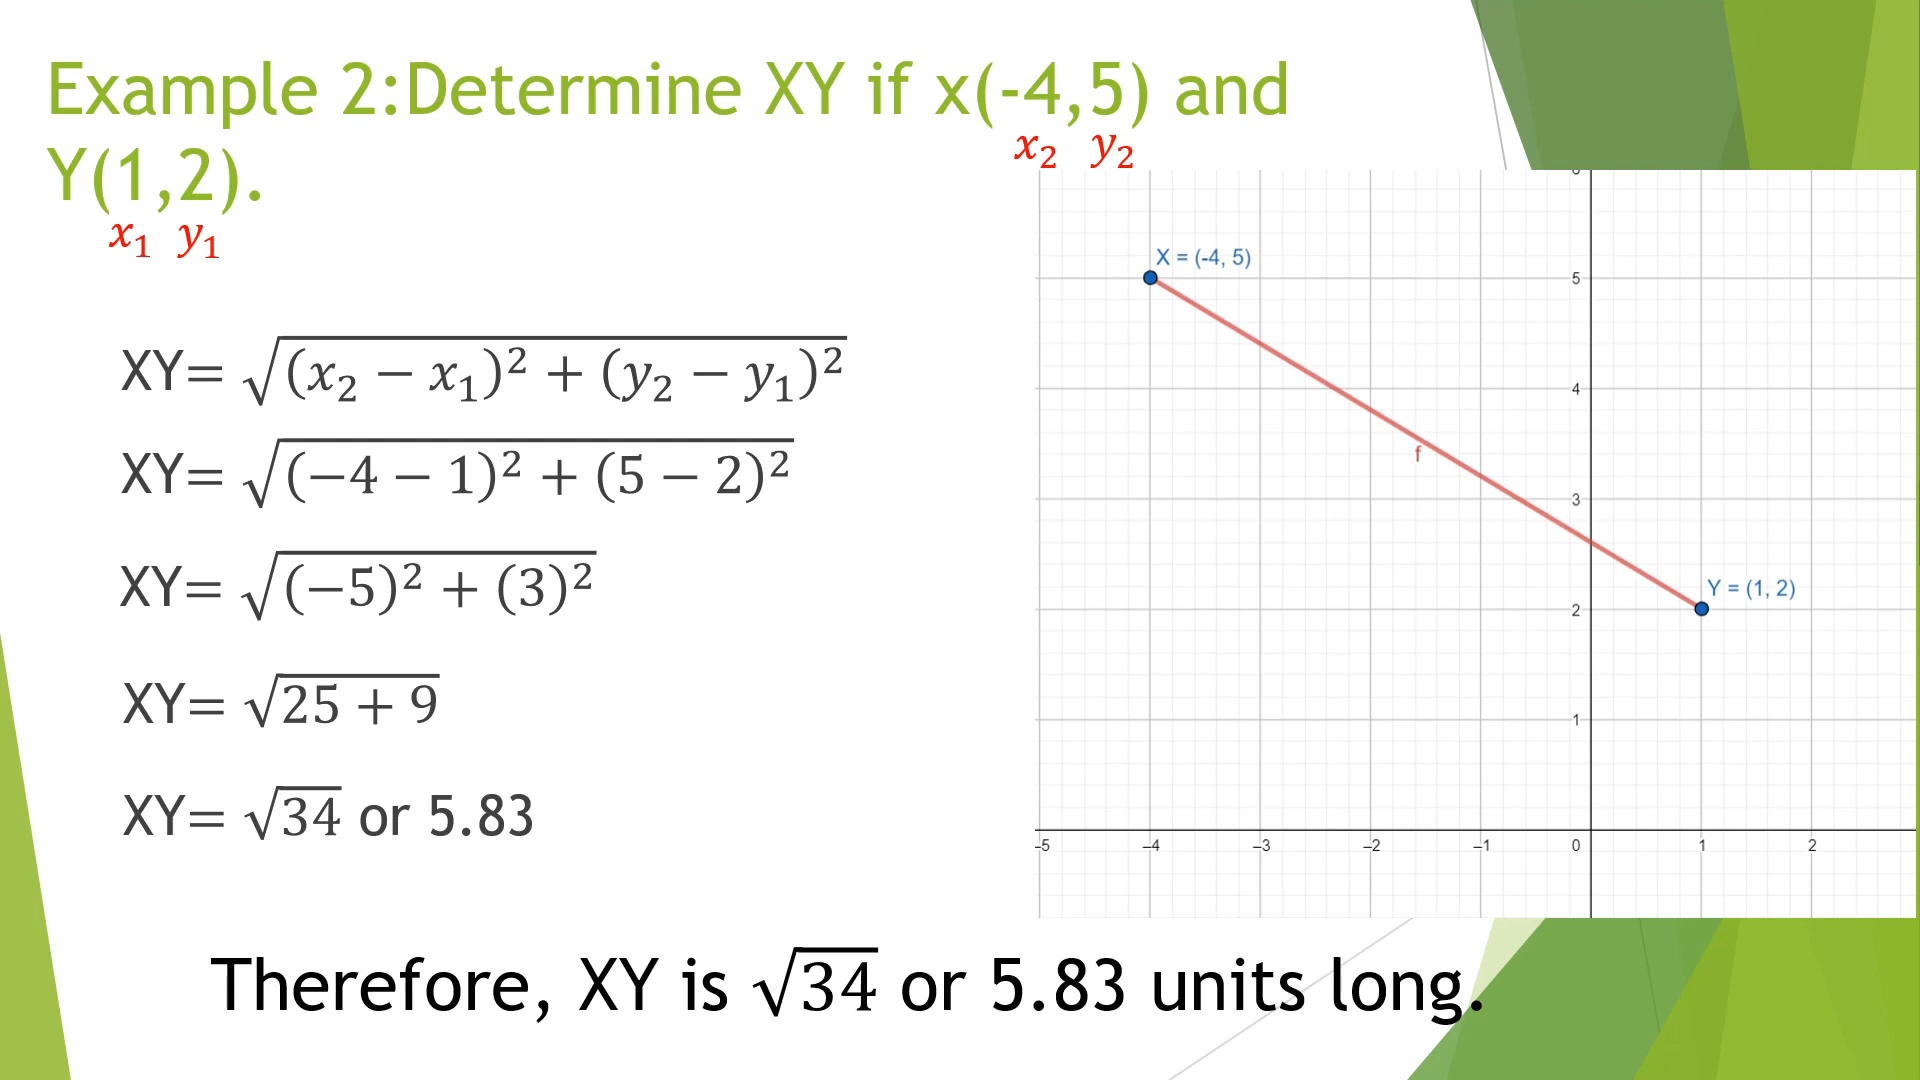 Example 2:Determine XY if x(-4,5) and
x₂ y₂
Y(1,2).
x₁ y₁
XY= √(x₂ − x₁)² + (y₂ − y₁)²
XY= √(−4 − 1)² + (5 − 2)²
XY= √(−5)² + (3)²
XY= √25 + 9
XY= √34 or 5.83
X = (-4, 5)
5
4
f
3
Y = (1, 2)
2
1
–5 –4 –3 –2 –1 0 1 2
Therefore, XY is √34 or 5.83 units long.